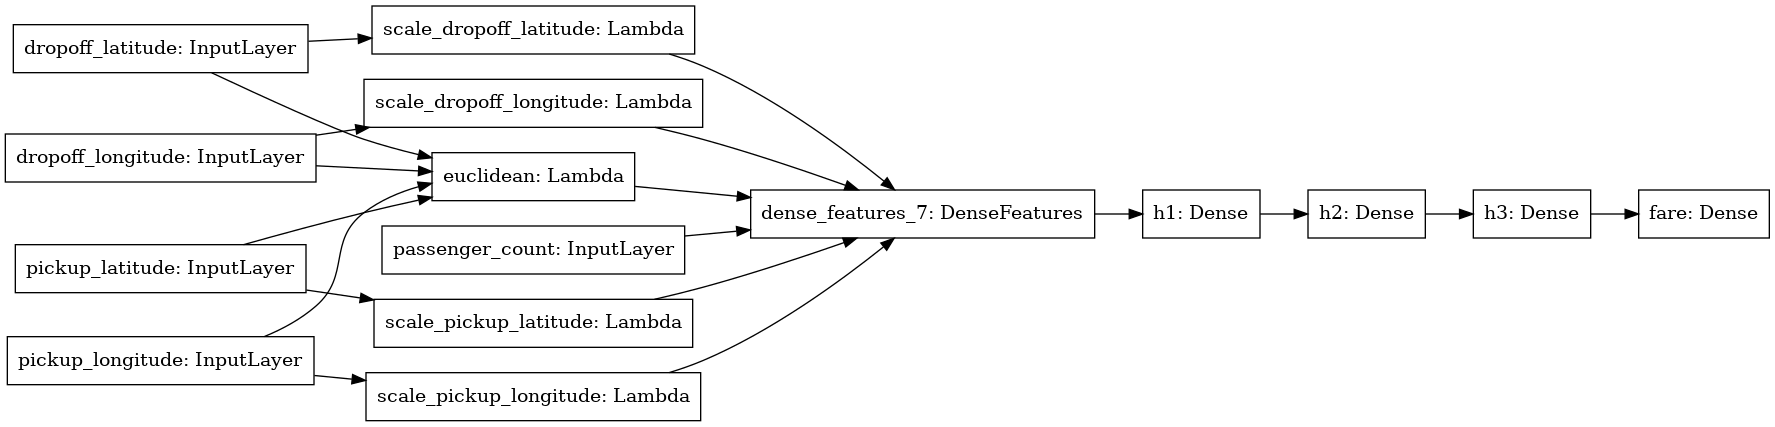 dropoff_latitude: InputLayer
scale_dropoff_latitude: Lambda
dropoff_longitude: InputLayer
scale_dropoff_longitude: Lambda
euclidean: Lambda
pickup_latitude: InputLayer
passenger_count: InputLayer
scale_pickup_latitude: Lambda
pickup_longitude: InputLayer
scale_pickup_longitude: Lambda
dense_features_7: DenseFeatures
h1: Dense
h2: Dense
h3: Dense
fare: Dense